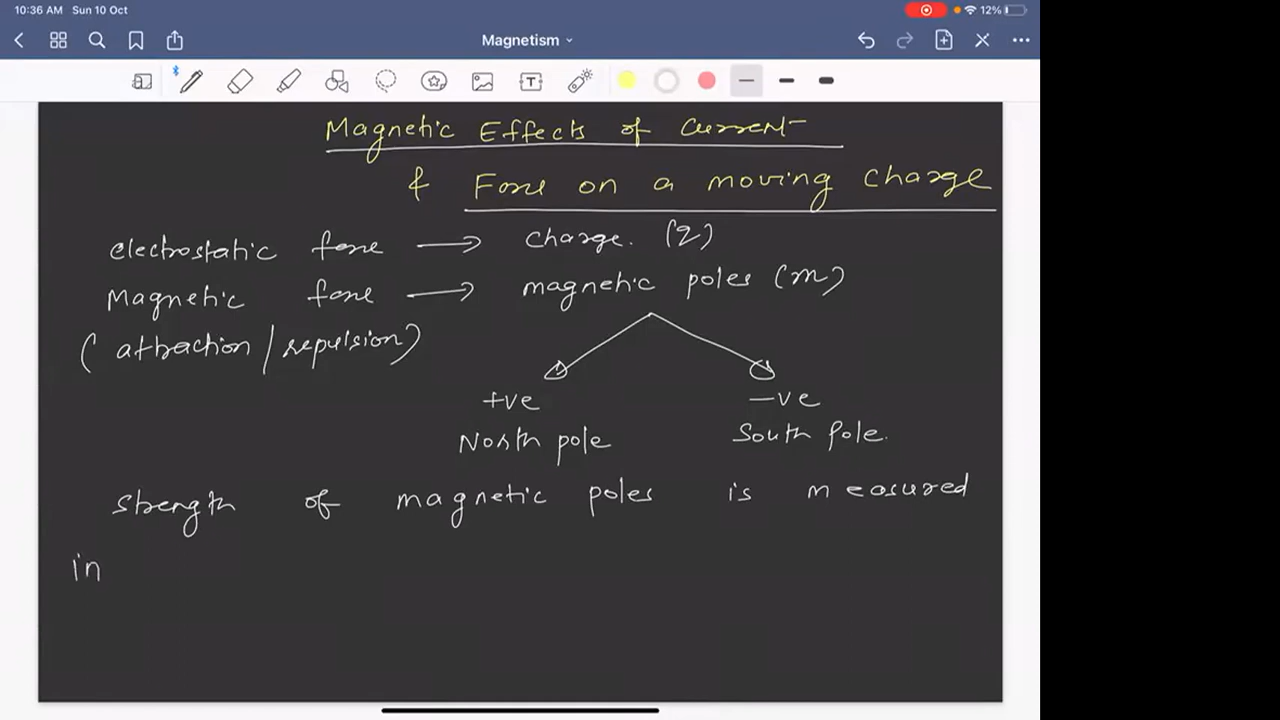 10:36 AM Sun 10 Oct
12%
Magnetism
Magnetic Effects of Current
& Force on a moving charge
electrostatic force → charge. (q)
Magnetic force → magnetic poles (m)
(attraction/repulsion)
+ve -ve
North pole South pole.
strength of magnetic poles is measured
in